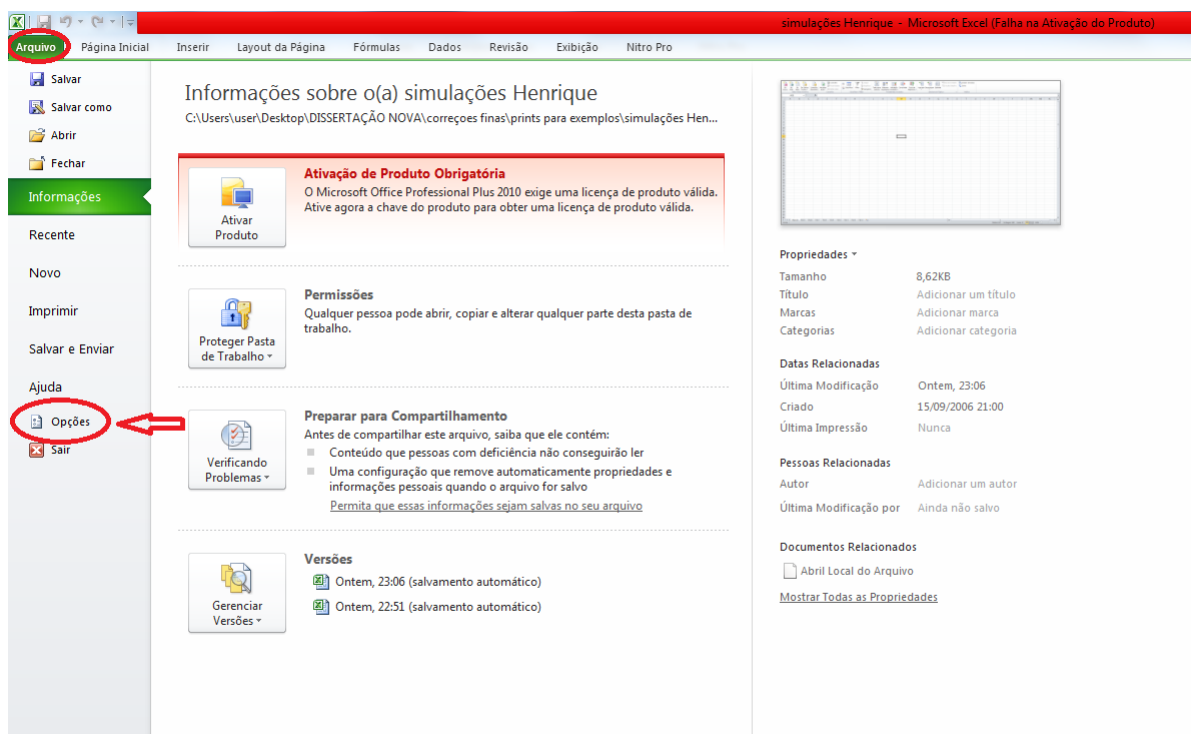 simulações Henrique - Microsoft Excel (Falha na Ativação do Produto)
Arquivo Página Inicial Inserir Layout da Página Fórmulas Dados Revisão Exibição Nitro Pro
Salvar
Salvar como
Abrir
Fechar
Informações
Recente
Novo
Imprimir
Salvar e Enviar
Ajuda
Opções
Sair
Informações sobre o(a) simulações Henrique
C:\Users\user\Desktop\DISSERTAÇÃO NOVA\correçoes finas\prints para exemplos\simulações Hen...
Ativar
Produto
Ativação de Produto Obrigatória
O Microsoft Office Professional Plus 2010 exige uma licença de produto válida.
Ative agora a chave do produto para obter uma licença de produto válida.
Proteger Pasta
de Trabalho
Permissões
Qualquer pessoa pode abrir, copiar e alterar qualquer parte desta pasta de
trabalho.
Verificando
Problemas
Preparar para Compartilhamento
Antes de compartilhar este arquivo, saiba que ele contém:
Conteúdo que pessoas com deficiência não conseguirão ler
Uma configuração que remove automaticamente propriedades e
informações pessoais quando o arquivo for salvo
Permita que essas informações sejam salvas no seu arquivo
Gerenciar
Versões
Versões
Ontem, 23:06 (salvamento automático)
Ontem, 22:51 (salvamento automático)
Propriedades
Tamanho 8,62KB
Título Adicionar um título
Marcas Adicionar marca
Categorias Adicionar categoria
Datas Relacionadas
Última Modificação Ontem, 23:06
Criado 15/09/2006 21:00
Última Impressão Nunca
Pessoas Relacionadas
Autor Adicionar um autor
Última Modificação por Ainda não salvo
Documentos Relacionados
Abril Local do Arquivo
Mostrar Todas as Propriedades